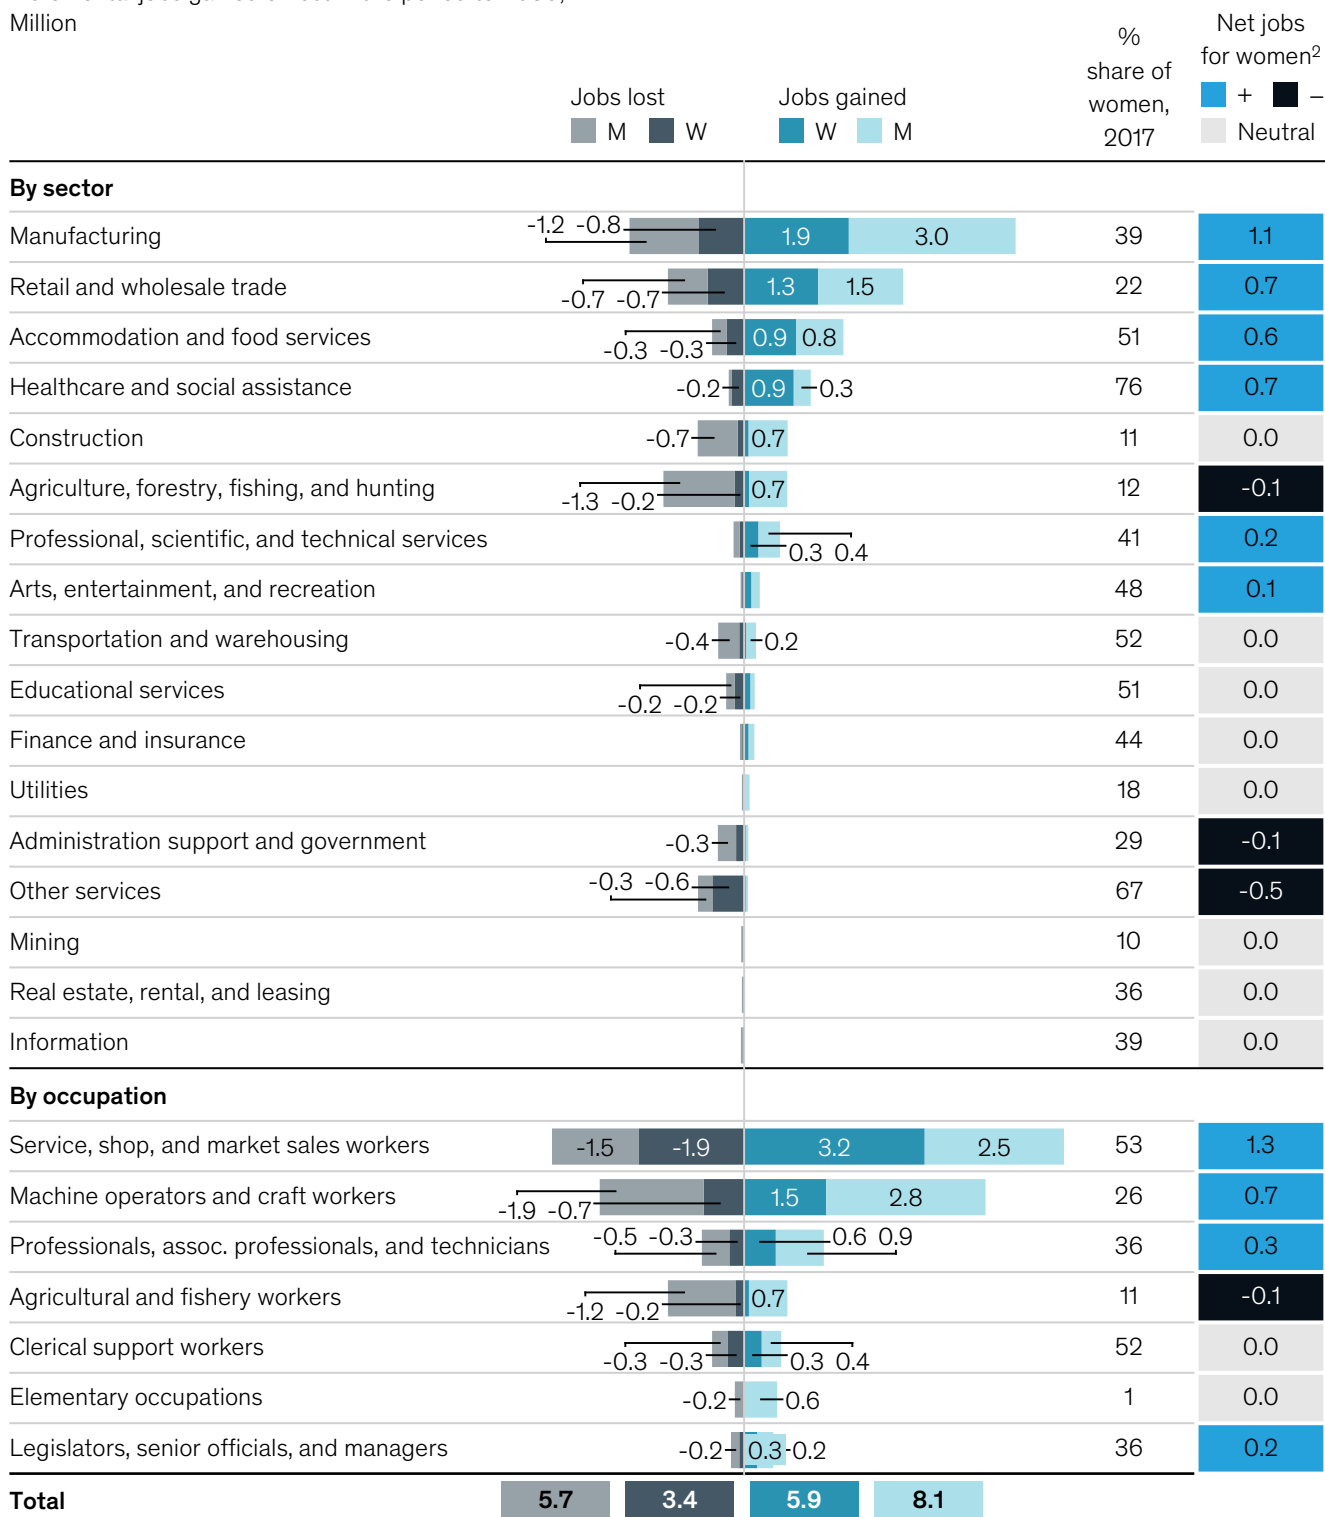 Million
%
share of
women,
2017
Net jobs
for women2
+ –
Neutral
Jobs lost
M W
Jobs gained
W M
By sector
Manufacturing -1.2 -0.8 1.9 3.0 39 1.1
Retail and wholesale trade -0.7 -0.7 1.3 1.5 22 0.7
Accommodation and food services -0.3 -0.3 0.9 0.8 51 0.6
Healthcare and social assistance -0.2 0.9 0.3 76 0.7
Construction -0.7 0.7 11 0.0
Agriculture, forestry, fishing, and hunting -1.3 -0.2 0.7 12 -0.1
Professional, scientific, and technical services 0.3 0.4 41 0.2
Arts, entertainment, and recreation 48 0.1
Transportation and warehousing -0.4 0.2 52 0.0
Educational services -0.2 -0.2 51 0.0
Finance and insurance 44 0.0
Utilities 18 0.0
Administration support and government -0.3 29 -0.1
Other services -0.3 -0.6 67 -0.5
Mining 10 0.0
Real estate, rental, and leasing 36 0.0
Information 39 0.0
By occupation
Service, shop, and market sales workers -1.5 -1.9 3.2 2.5 53 1.3
Machine operators and craft workers -1.9 -0.7 1.5 2.8 26 0.7
Professionals, assoc. professionals, and technicians -0.5 -0.3 0.6 0.9 36 0.3
Agricultural and fishery workers -1.2 -0.2 0.7 11 -0.1
Clerical support workers -0.3 -0.3 0.3 0.4 52 0.0
Elementary occupations -0.2 0.6 1 0.0
Legislators, senior officials, and managers -0.2 0.3 0.2 36 0.2
Total 5.7 3.4 5.9 8.1